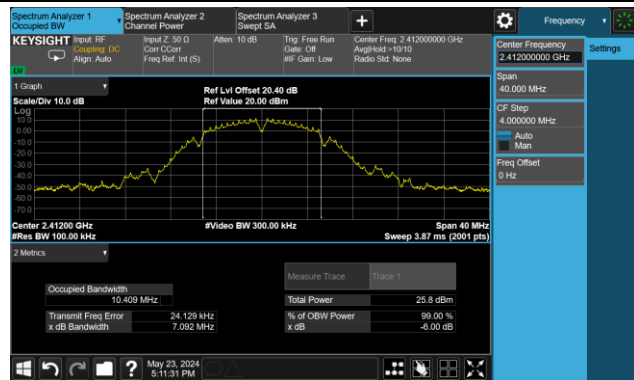 Spectrum Analyzer 1
Occupied BW
Spectrum Analyzer 2
Channel Power
Spectrum Analyzer 3
Swept SA
Frequency
KEYSIGHT
Input: RF
Coupling: DC
Align: Auto
Input Z: 50 Ω
Corr CCorr
Freq Ref: Int (S)
Atten: 10 dB
Trig: Free Run
Gate: Off
#IF Gain: Low
Center Freq: 2.412000000 GHz
Avg|Hold:>10/10
Radio Std: None
LM
Center Frequency
2.412000000 GHz
Settings
Span
40.000 MHz
CF Step
4.000000 MHz
Auto
Man
Freq Offset
0 Hz
1 Graph
Scale/Div 10.0 dB
Ref Lvl Offset 20.40 dB
Ref Value 20.00 dBm
Log
10.0
0.00
-10.0
-20.0
-30.0
-40.0
-50.0
-60.0
-70.0
Center 2.41200 GHz
#Res BW 100.00 kHz
#Video BW 300.00 kHz
Span 40 MHz
Sweep 3.87 ms (2001 pts)
2 Metrics
Measure Trace
Trace 1
Occupied Bandwidth
10.409 MHz
Total Power
25.8 dBm
Transmit Freq Error
24.129 kHz
% of OBW Power
99.00 %
x dB Bandwidth
7.092 MHz
x dB
-6.00 dB
May 23, 2024
5:11:31 PM